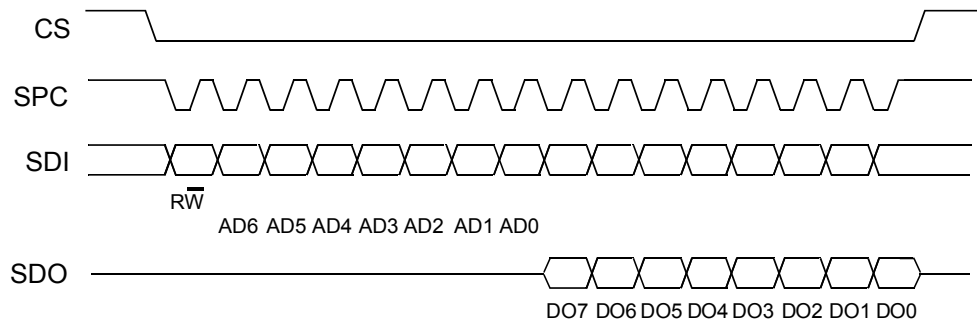 CS
SPC
SDI
RW̅
AD6 AD5 AD4 AD3 AD2 AD1 AD0
SDO
DO7 DO6 DO5 DO4 DO3 DO2 DO1 DO0